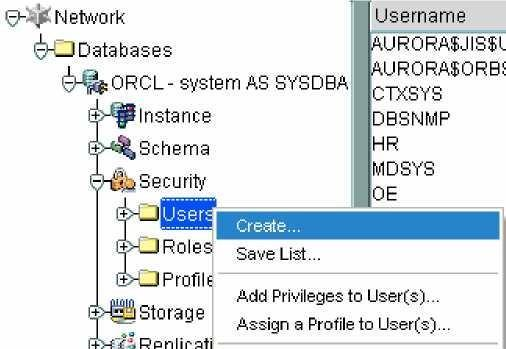 Network
Databases
ORCL - system AS SYSDBA
Instance
Schema
Security
Users
Roles
Profile
Storage
Replicati
Username
AURORA$JIS$U
AURORA$ORBS
CTXSYS
DBSNMP
HR
MDSYS
OE
Create...
Save List...
Add Privileges to User(s)...
Assign a Profile to User(s)...